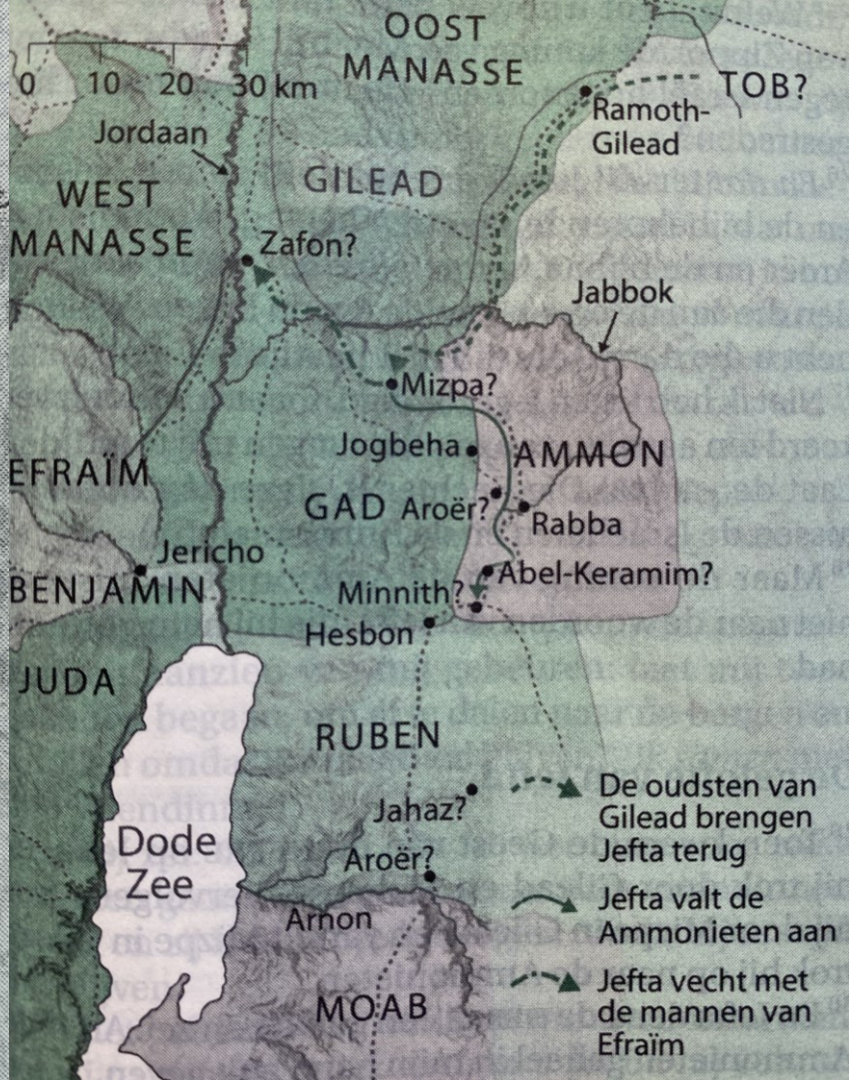 OOST
MANASSE
0 10 20 30 km
TOB?
Ramoth-
Gilead
Jordaan
GILEAD
WEST
MANASSE
Zafon?
Jabbok
Mizpa?
Jogbeha
AMMON
EFRAÏM
GAD
Aroër?
Rabba
Jericho
Abel-Keramim?
BENJAMIN
Minnith?
Hesbon
JUDA
RUBEN
Jahaz?
Dode
Zee
Aroër?
Arnon
MOAB
De oudsten van
Gilead brengen
Jefta terug
Jefta valt de
Ammonieten aan
Jefta vecht met
de mannen van
Efraïm